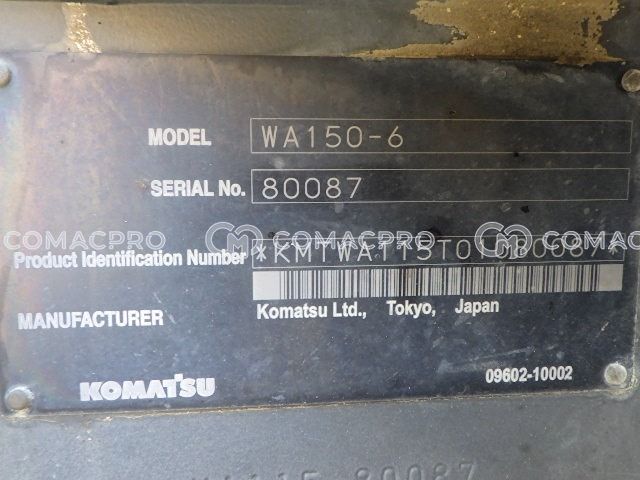 MODEL WA150-6
SERIAL No. 80087
COMACPRO COMACPRO COMACPRO
Product Identification Number
MANUFACTURER Komatsu Ltd., Tokyo, Japan
KOMATSU 09602-10002
80087